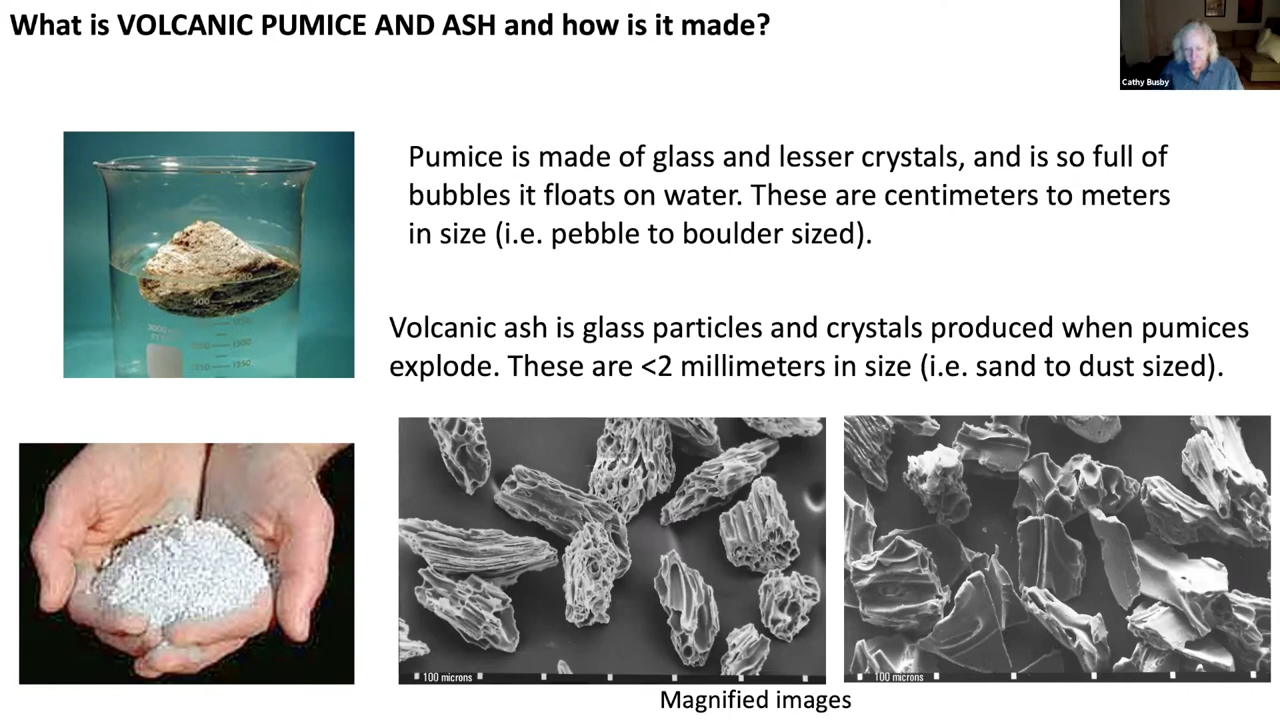 What is VOLCANIC PUMICE AND ASH and how is it made?
Cathy Busby
Pumice is made of glass and lesser crystals, and is so full of
bubbles it floats on water. These are centimeters to meters
in size (i.e. pebble to boulder sized).
500
Volcanic ash is glass particles and crystals produced when pumices
explode. These are <2 millimeters in size (i.e. sand to dust sized).
100 microns
100 microns
Magnified images